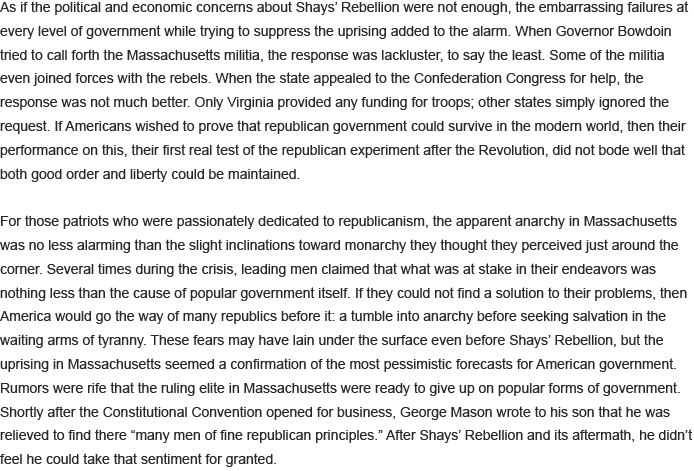 As if the political and economic concerns about Shays’ Rebellion were not enough, the embarrassing failures at
every level of government while trying to suppress the uprising added to the alarm. When Governor Bowdoin
tried to call forth the Massachusetts militia, the response was lackluster, to say the least. Some of the militia
even joined forces with the rebels. When the state appealed to the Confederation Congress for help, the
response was not much better. Only Virginia provided any funding for troops; other states simply ignored the
request. If Americans wished to prove that republican government could survive in the modern world, then their
performance on this, their first real test of the republican experiment after the Revolution, did not bode well that
both good order and liberty could be maintained.

For those patriots who were passionately dedicated to republicanism, the apparent anarchy in Massachusetts
was no less alarming than the slight inclinations toward monarchy they thought they perceived just around the
corner. Several times during the crisis, leading men claimed that what was at stake in their endeavors was
nothing less than the cause of popular government itself. If they could not find a solution to their problems, then
America would go the way of many republics before it: a tumble into anarchy before seeking salvation in the
waiting arms of tyranny. These fears may have lain under the surface even before Shays’ Rebellion, but the
uprising in Massachusetts seemed a confirmation of the most pessimistic forecasts for American government.
Rumors were rife that the ruling elite in Massachusetts were ready to give up on popular forms of government.
Shortly after the Constitutional Convention opened for business, George Mason wrote to his son that he was
relieved to find there “many men of fine republican principles.” After Shays’ Rebellion and its aftermath, he didn’t
feel he could take that sentiment for granted.